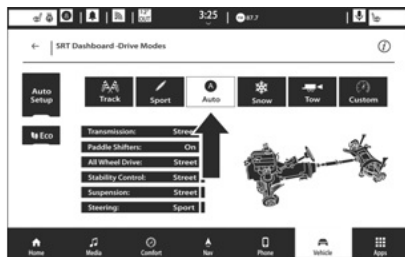 3:25
87.7
SRT Dashboard -Drive Modes
Auto
Setup
Track
Sport
Auto
Snow
Tow
Custom
Eco
Transmission: Street
Paddle Shifters: On
All Wheel Drive: Street
Stability Control: Street
Suspension: Street
Steering: Sport
Home
Media
Comfort
Nav
Phone
Vehicle
Apps